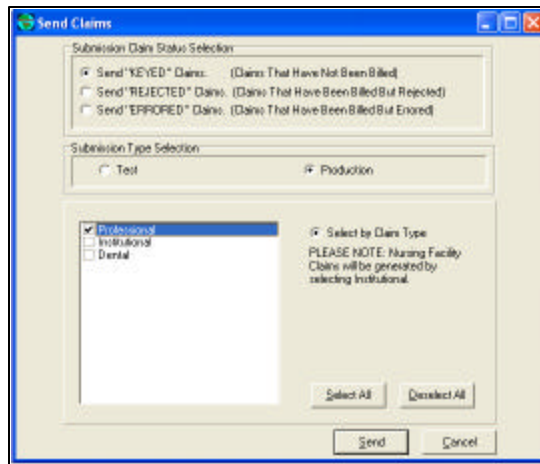 Send Claims
Submission Claim Status Selection
Send "KEYED" Claims. (Claims That Have Not Been Billed)
Send "REJECTED" Claims. (Claims That Have Been Billed But Rejected)
Send "ERRORED" Claims. (Claims That Have Been Billed But Errored)
Submission Type Selection
Test Production
Professional
Institutional
Dental
Select by Claim Type
PLEASE NOTE: Nursing Facility
Claims will be generated by
selecting Institutional.
Select All Deselect All
Send Cancel